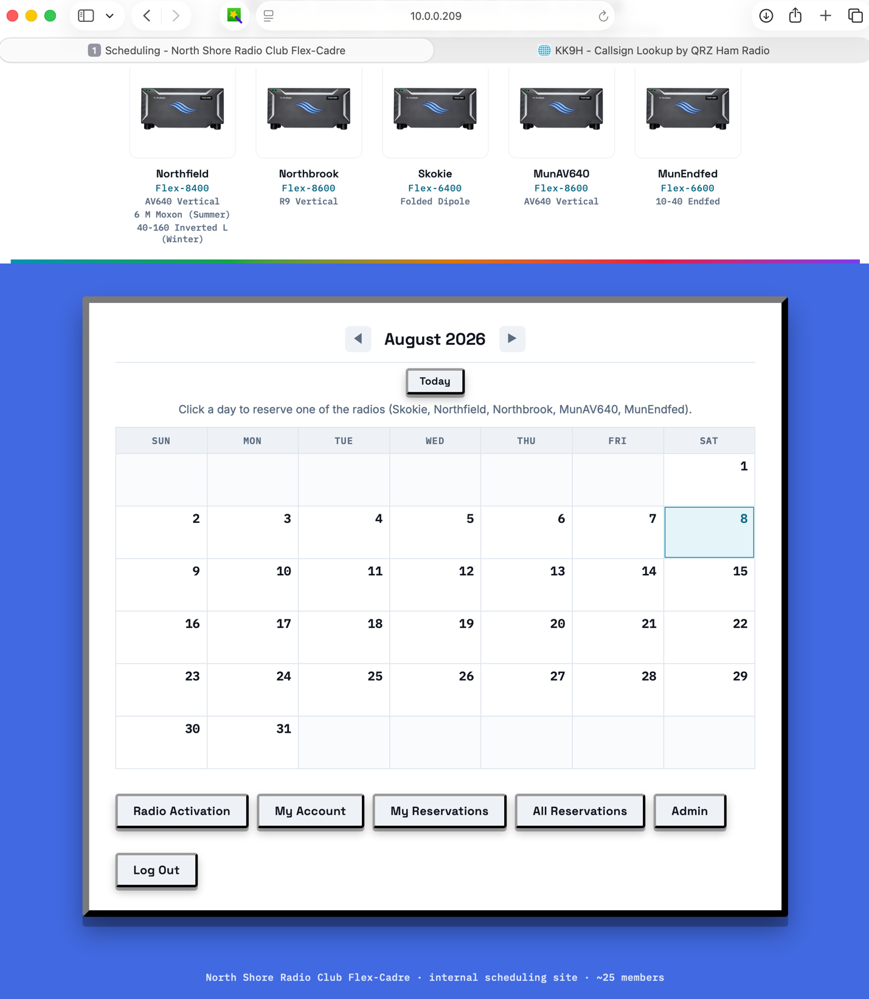 10.0.0.209
1 Scheduling - North Shore Radio Club Flex-Cadre
KK9H - Callsign Lookup by QRZ Ham Radio
Northfield
Flex-8400
AV640 Vertical
6 M Moxon (Summer)
40-160 Inverted L
(Winter)
Northbrook
Flex-8600
R9 Vertical
Skokie
Flex-6400
Folded Dipole
MunAV640
Flex-8600
AV640 Vertical
MunEndfed
Flex-6600
10-40 Endfed
August 2026
Today
Click a day to reserve one of the radios (Skokie, Northfield, Northbrook, MunAV640, MunEndfed).
SUN MON TUE WED THU FRI SAT
1
2 3 4 5 6 7 8
9 10 11 12 13 14 15
16 17 18 19 20 21 22
23 24 25 26 27 28 29
30 31
Radio Activation My Account My Reservations All Reservations Admin
Log Out
North Shore Radio Club Flex-Cadre · internal scheduling site · ~25 members